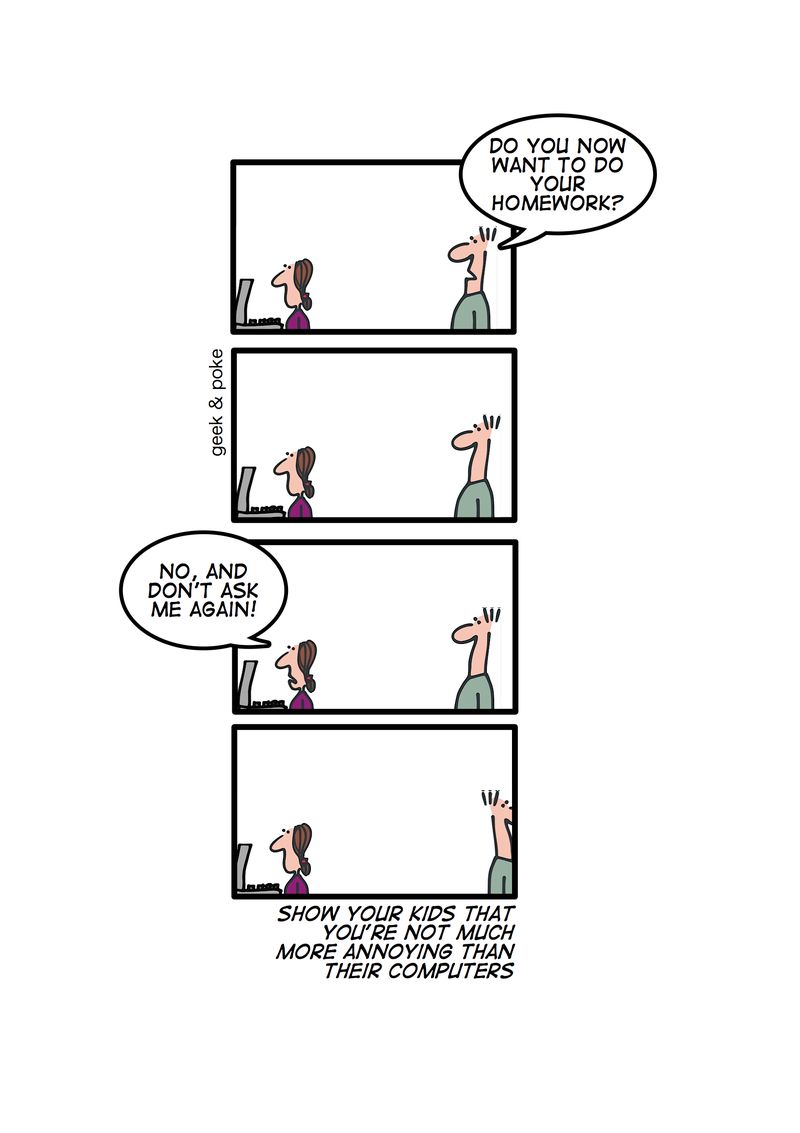 DO YOU NOW
WANT TO DO
YOUR
HOMEWORK?
geek & poke
NO, AND
DON'T ASK
ME AGAIN!
SHOW YOUR KIDS THAT
YOU'RE NOT MUCH
MORE ANNOYING THAN
THEIR COMPUTERS